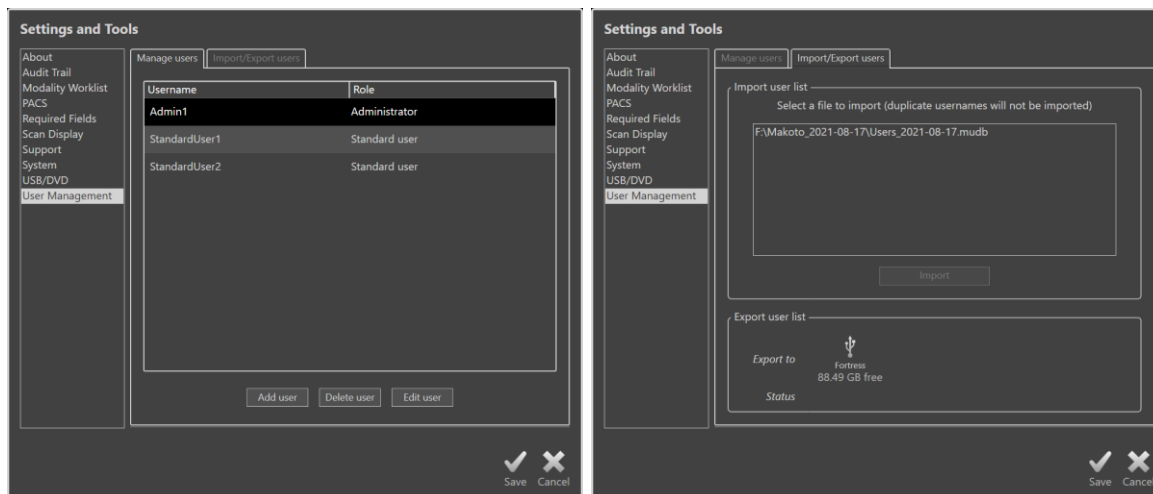 Settings and Tools
About
Audit Trail
Modality Worklist
PACS
Required Fields
Scan Display
Support
System
USB/DVD
User Management
Manage users
Import/Export users
Username Role
Admin1 Administrator
StandardUser1 Standard user
StandardUser2 Standard user
Add user Delete user Edit user
Save Cancel
Settings and Tools
About
Audit Trail
Modality Worklist
PACS
Required Fields
Scan Display
Support
System
USB/DVD
User Management
Manage users
Import/Export users
Import user list
Select a file to import (duplicate usernames will not be imported)
F:\Makoto_2021-08-17\Users_2021-08-17.mudb
Import
Export user list
Export to
Fortress
88.49 GB free
Status
Save Cancel